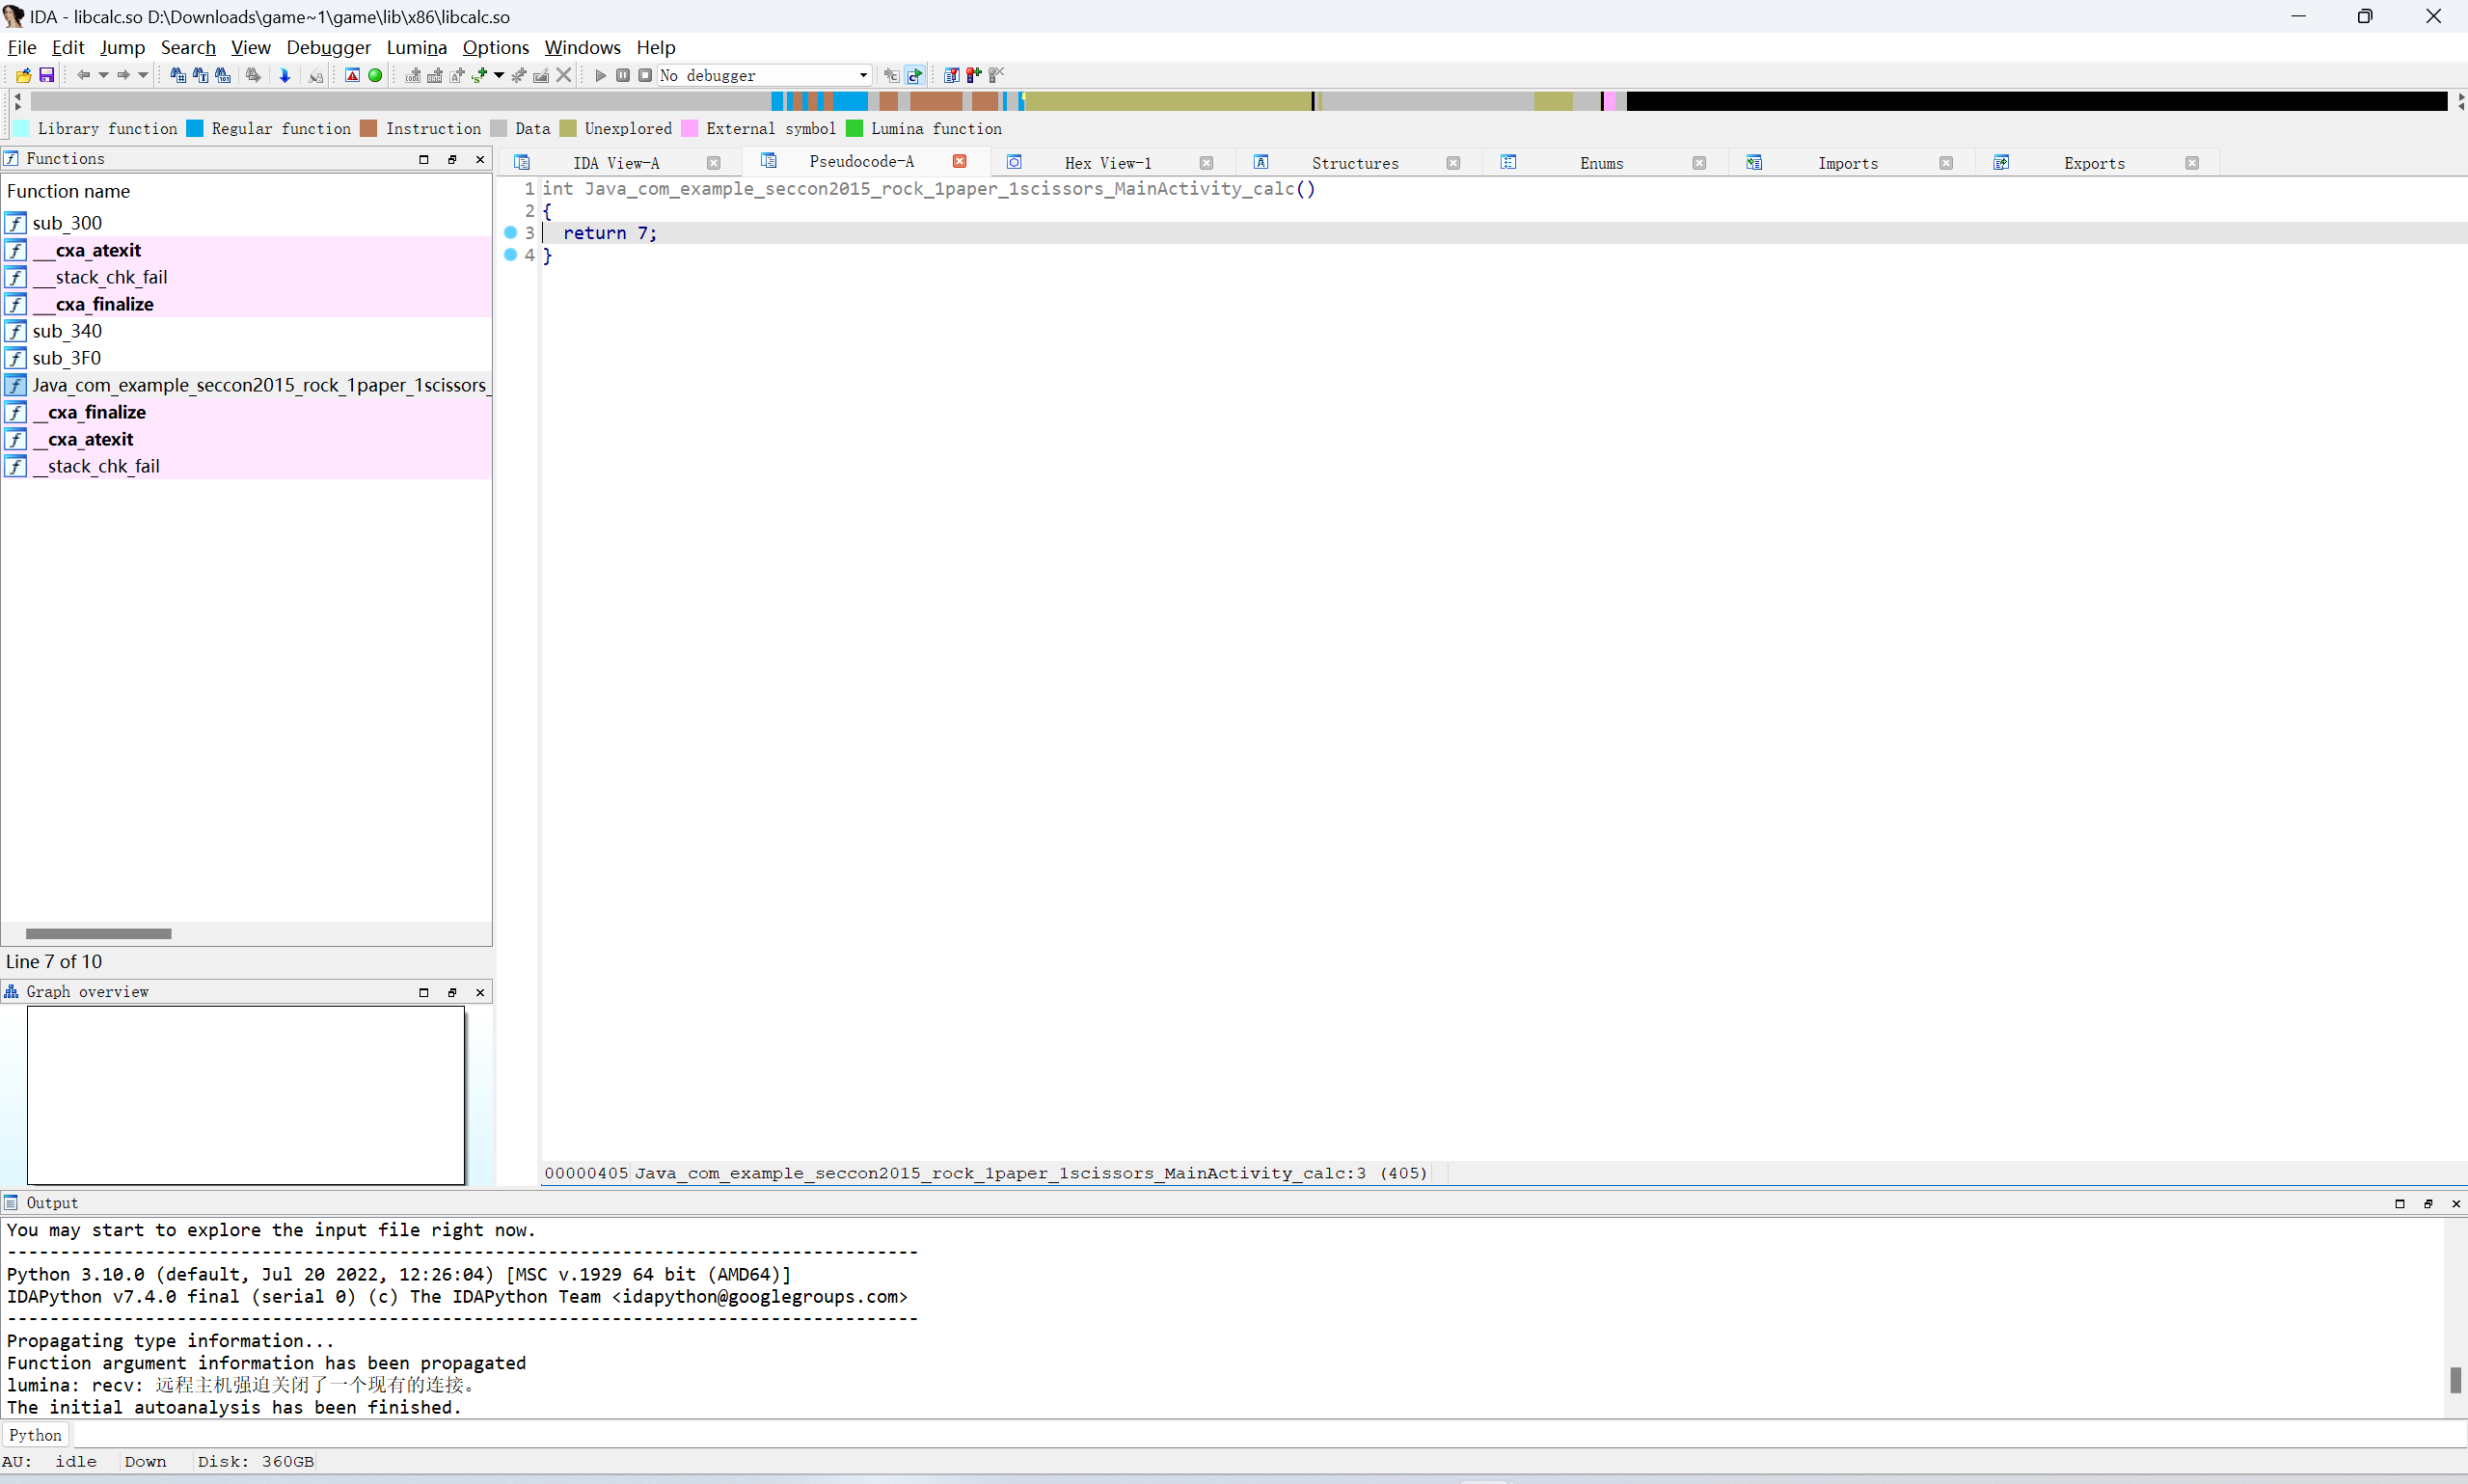 IDA - libcalc.so D:\Downloads\game~1\game\lib\x86\libcalc.so
File Edit Jump Search View Debugger Lumina Options Windows Help
No debugger
Library function Regular function Instruction Data Unexplored External symbol Lumina function
Functions
IDA View-A Pseudocode-A Hex View-1 Structures Enums Imports Exports
Function name
sub_300
___cxa_atexit
___stack_chk_fail
___cxa_finalize
sub_340
sub_3F0
Java_com_example_seccon2015_rock_1paper_1scissors_
__cxa_finalize
__cxa_atexit
__stack_chk_fail
Line 7 of 10
Graph overview
1 int Java_com_example_seccon2015_rock_1paper_1scissors_MainActivity_calc()
2 {
3 return 7;
4 }
00000405 Java_com_example_seccon2015_rock_1paper_1scissors_MainActivity_calc:3 (405)
Output
You may start to explore the input file right now.
--------------------------------------------------------------------------------------
Python 3.10.0 (default, Jul 20 2022, 12:26:04) [MSC v.1929 64 bit (AMD64)]
IDAPython v7.4.0 final (serial 0) (c) The IDAPython Team <idapython@googlegroups.com>
--------------------------------------------------------------------------------------
Propagating type information...
Function argument information has been propagated
lumina: recv: 远程主机强迫关闭了一个现有的连接。
The initial autoanalysis has been finished.
Python
AU: idle Down Disk: 360GB